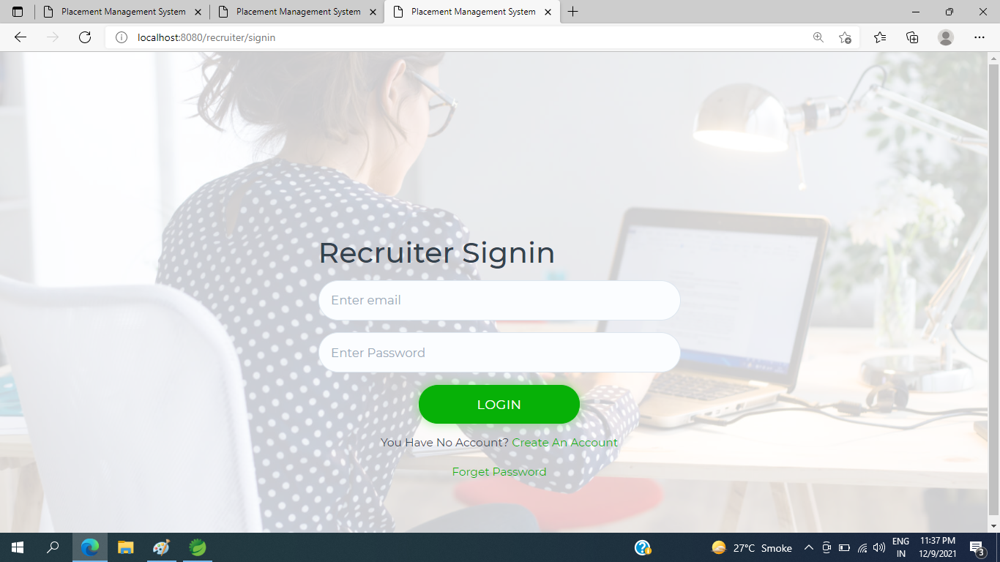 Placement Management System
Placement Management System
Placement Management System
localhost:8080/recruiter/signin
Recruiter Signin
Enter email
Enter Password
LOGIN
You Have No Account? Create An Account
Forget Password
27°C Smoke
ENG
IN
11:37 PM
12/9/2021
3